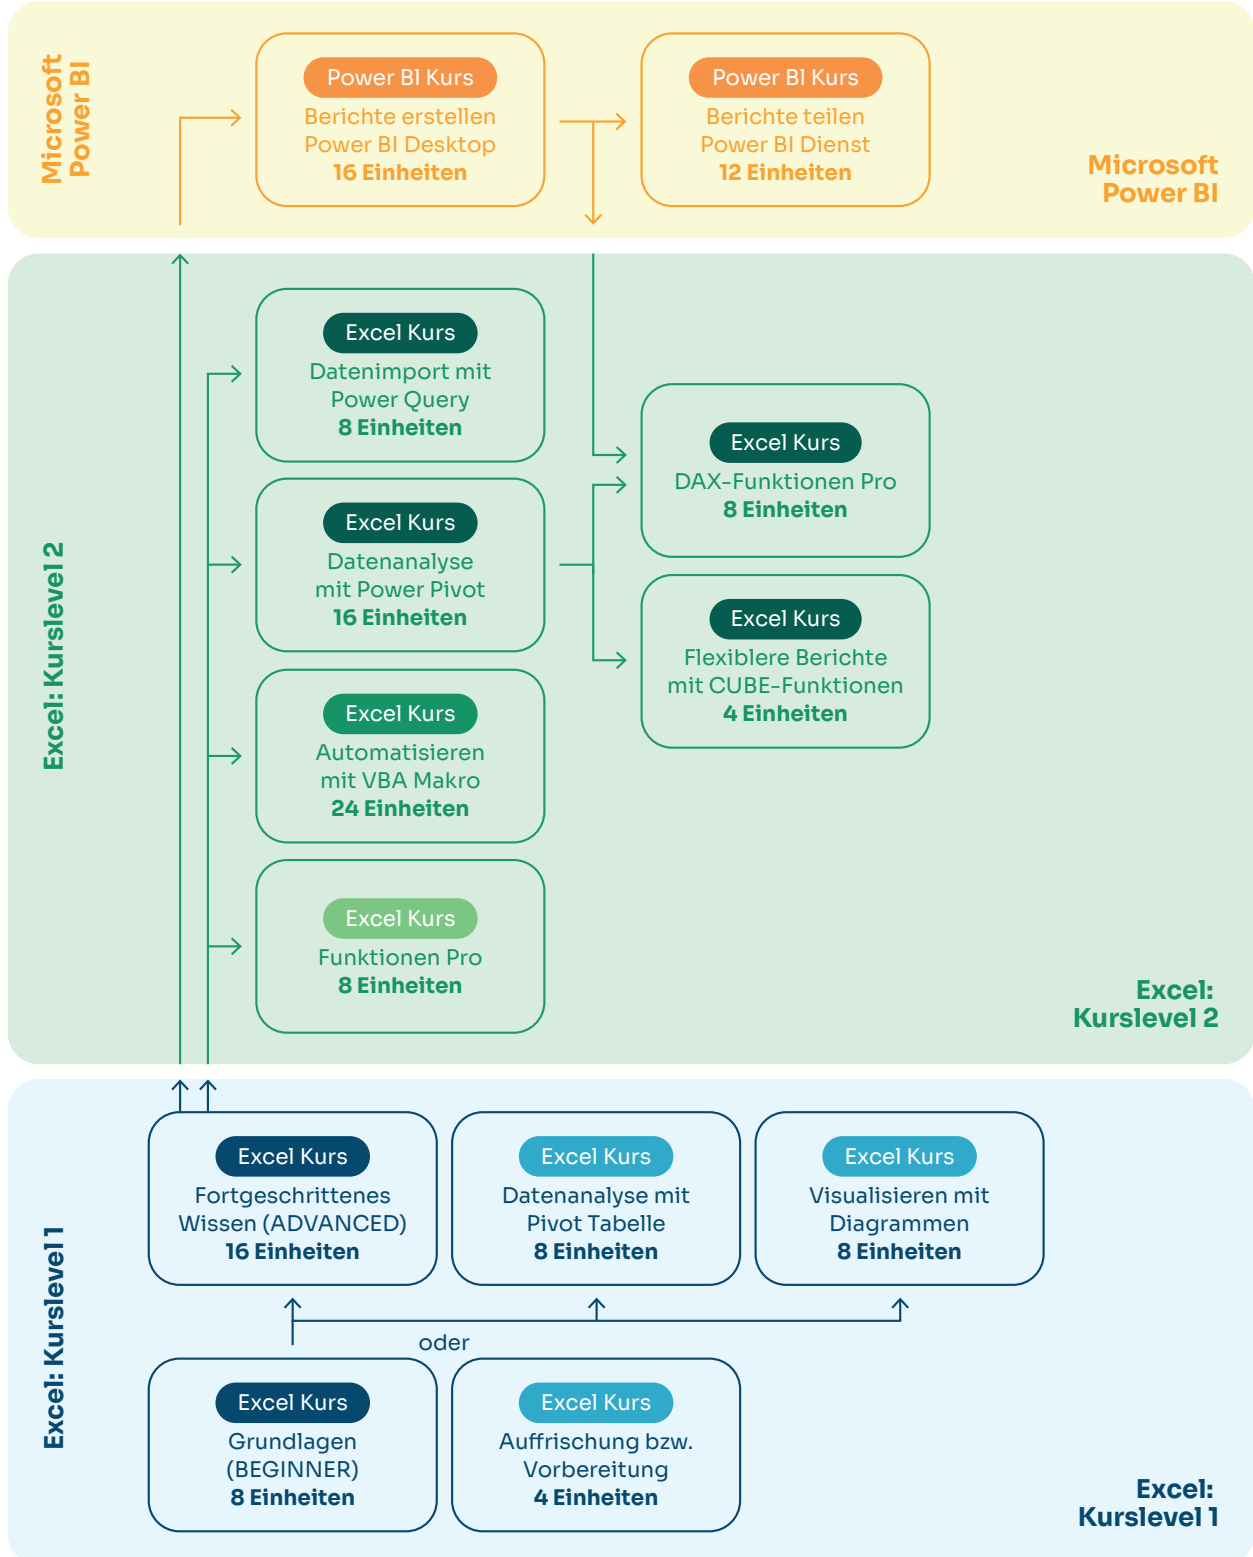 Microsoft
Power BI
Power BI Kurs
Berichte erstellen
Power BI Desktop
16 Einheiten
Power BI Kurs
Berichte teilen
Power BI Dienst
12 Einheiten
Microsoft
Power BI
Excel: Kurslevel 2
Excel Kurs
Datenimport mit
Power Query
8 Einheiten
Excel Kurs
Datenanalyse
mit Power Pivot
16 Einheiten
Excel Kurs
Automatisieren
mit VBA Makro
24 Einheiten
Excel Kurs
Funktionen Pro
8 Einheiten
Excel Kurs
DAX-Funktionen Pro
8 Einheiten
Excel Kurs
Flexiblere Berichte
mit CUBE-Funktionen
4 Einheiten
Excel:
Kurslevel 2
Excel: Kurslevel 1
Excel Kurs
Fortgeschrittenes
Wissen (ADVANCED)
16 Einheiten
Excel Kurs
Datenanalyse mit
Pivot Tabelle
8 Einheiten
Excel Kurs
Visualisieren mit
Diagrammen
8 Einheiten
oder
Excel Kurs
Grundlagen
(BEGINNER)
8 Einheiten
Excel Kurs
Auffrischung bzw.
Vorbereitung
4 Einheiten
Excel:
Kurslevel 1